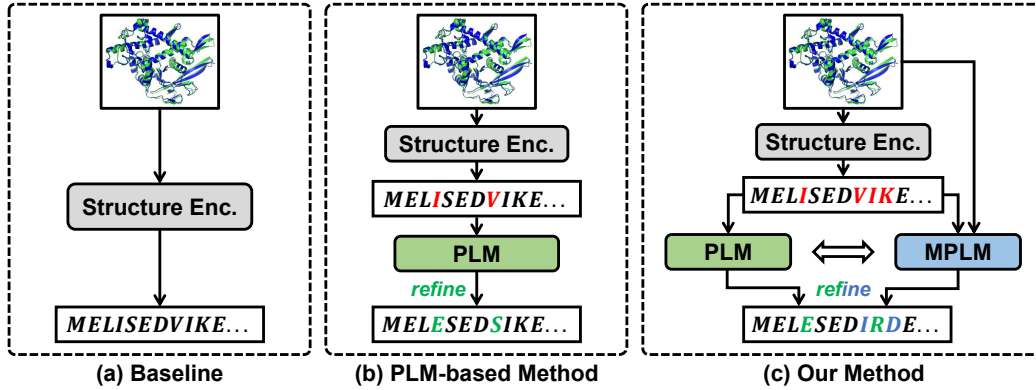 Structure Enc.
MELISEDVIKE...
(a) Baseline
Structure Enc.
MELISEDVIKE...
PLM
refine
MELESEDSIKE...
(b) PLM-based Method
Structure Enc.
MELISEDVIKE...
PLM
MPLM
refine
MELESEDIRDE...
(c) Our Method